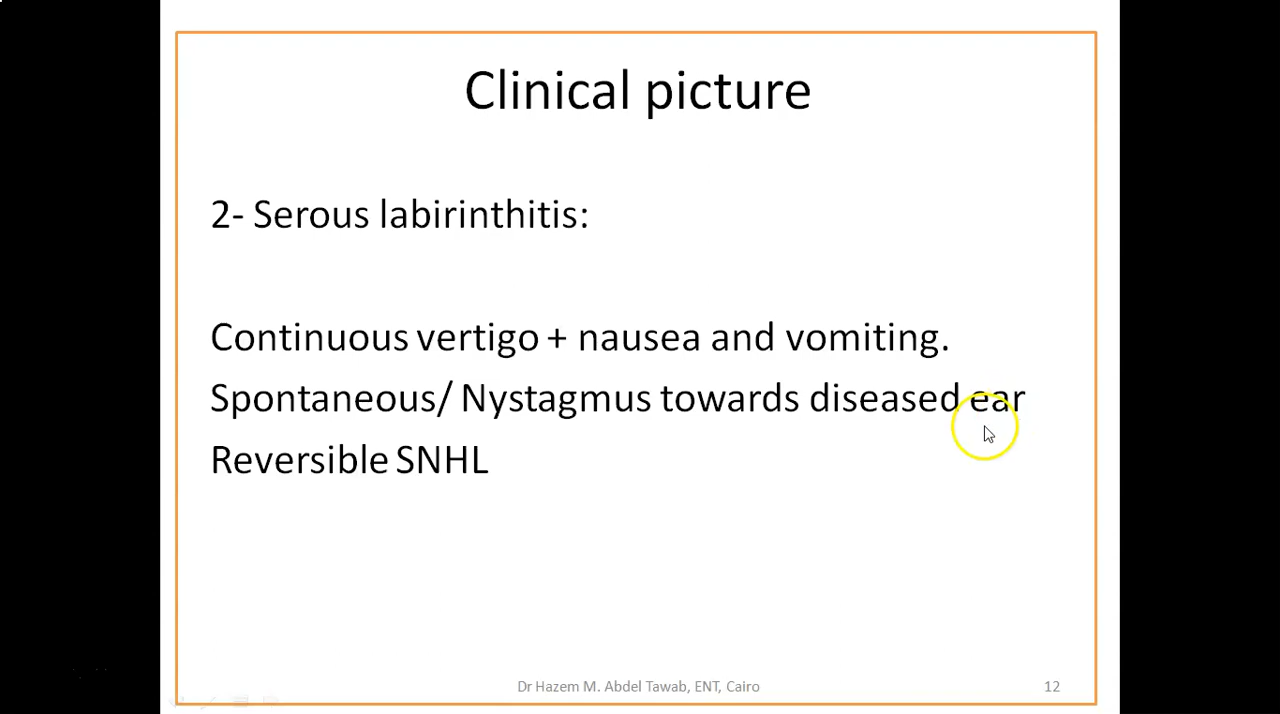 Clinical picture
2- Serous labirinthitis:
Continuous vertigo + nausea and vomiting.
Spontaneous/ Nystagmus towards diseased ear
Reversible SNHL
Dr Hazem M. Abdel Tawab, ENT, Cairo
12